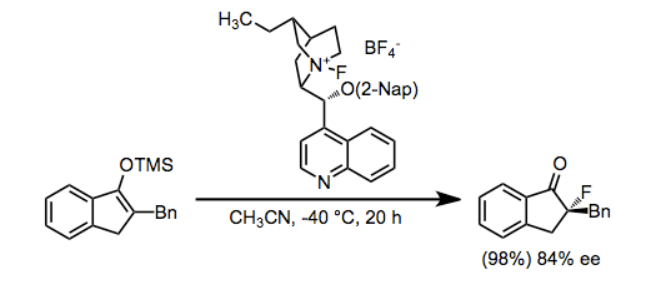 H₃C
BF₄⁻
N⁺
F
O(2-Nap)
N
OTMS
Bn
CH₃CN, -40 °C, 20 h
O
F
Bn
(98%) 84% ee